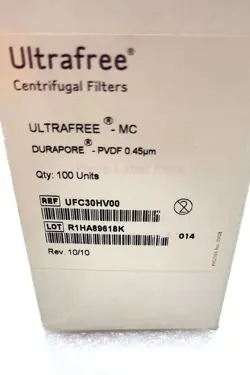 Ultrafree®
Centrifugal Filters
ULTRAFREE® - MC
DURAPORE® - PVDF 0.45µm
Qty: 100 Units
REF UFC30HV00
LOT R1HA89618K
014
Rev. 10/10